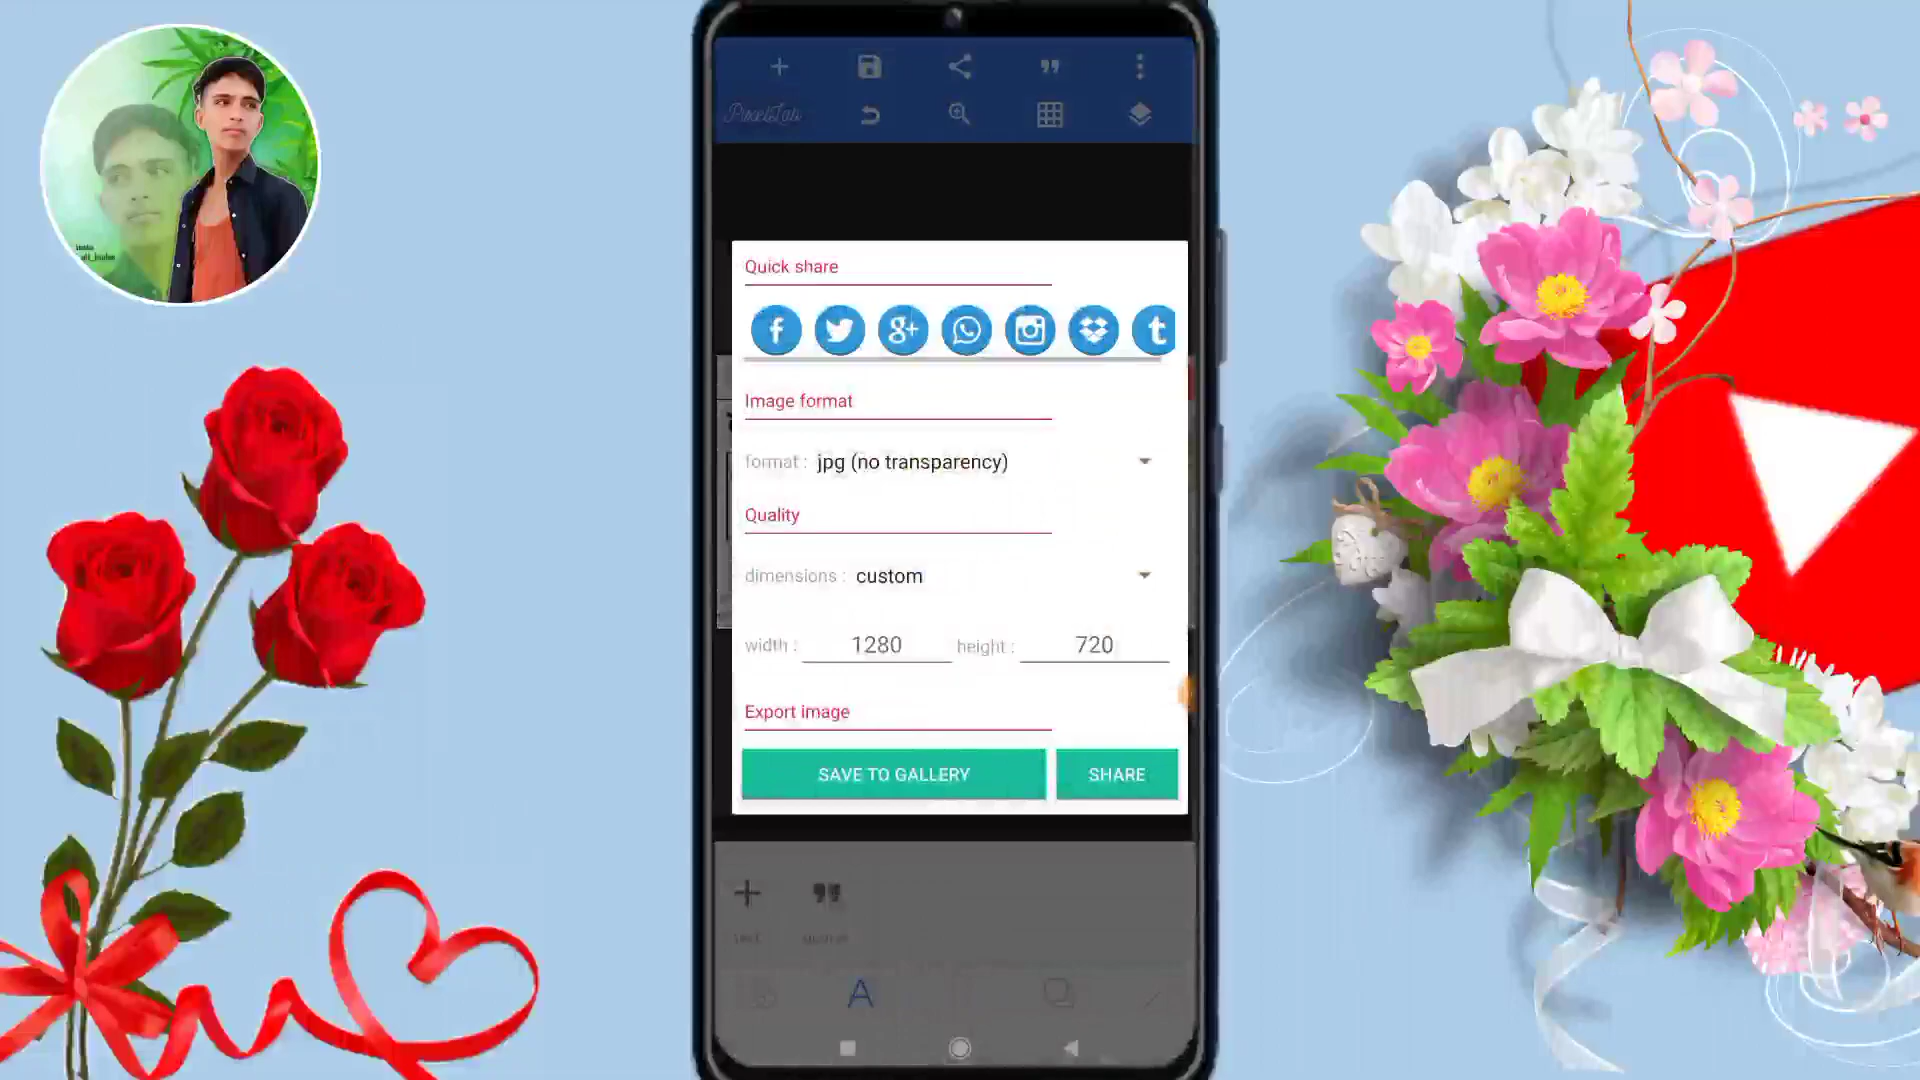 PixelLab
Quick share
Image format
format : jpg (no transparency)
Quality
dimensions : custom
width : 1280 height : 720
Export image
SAVE TO GALLERY SHARE